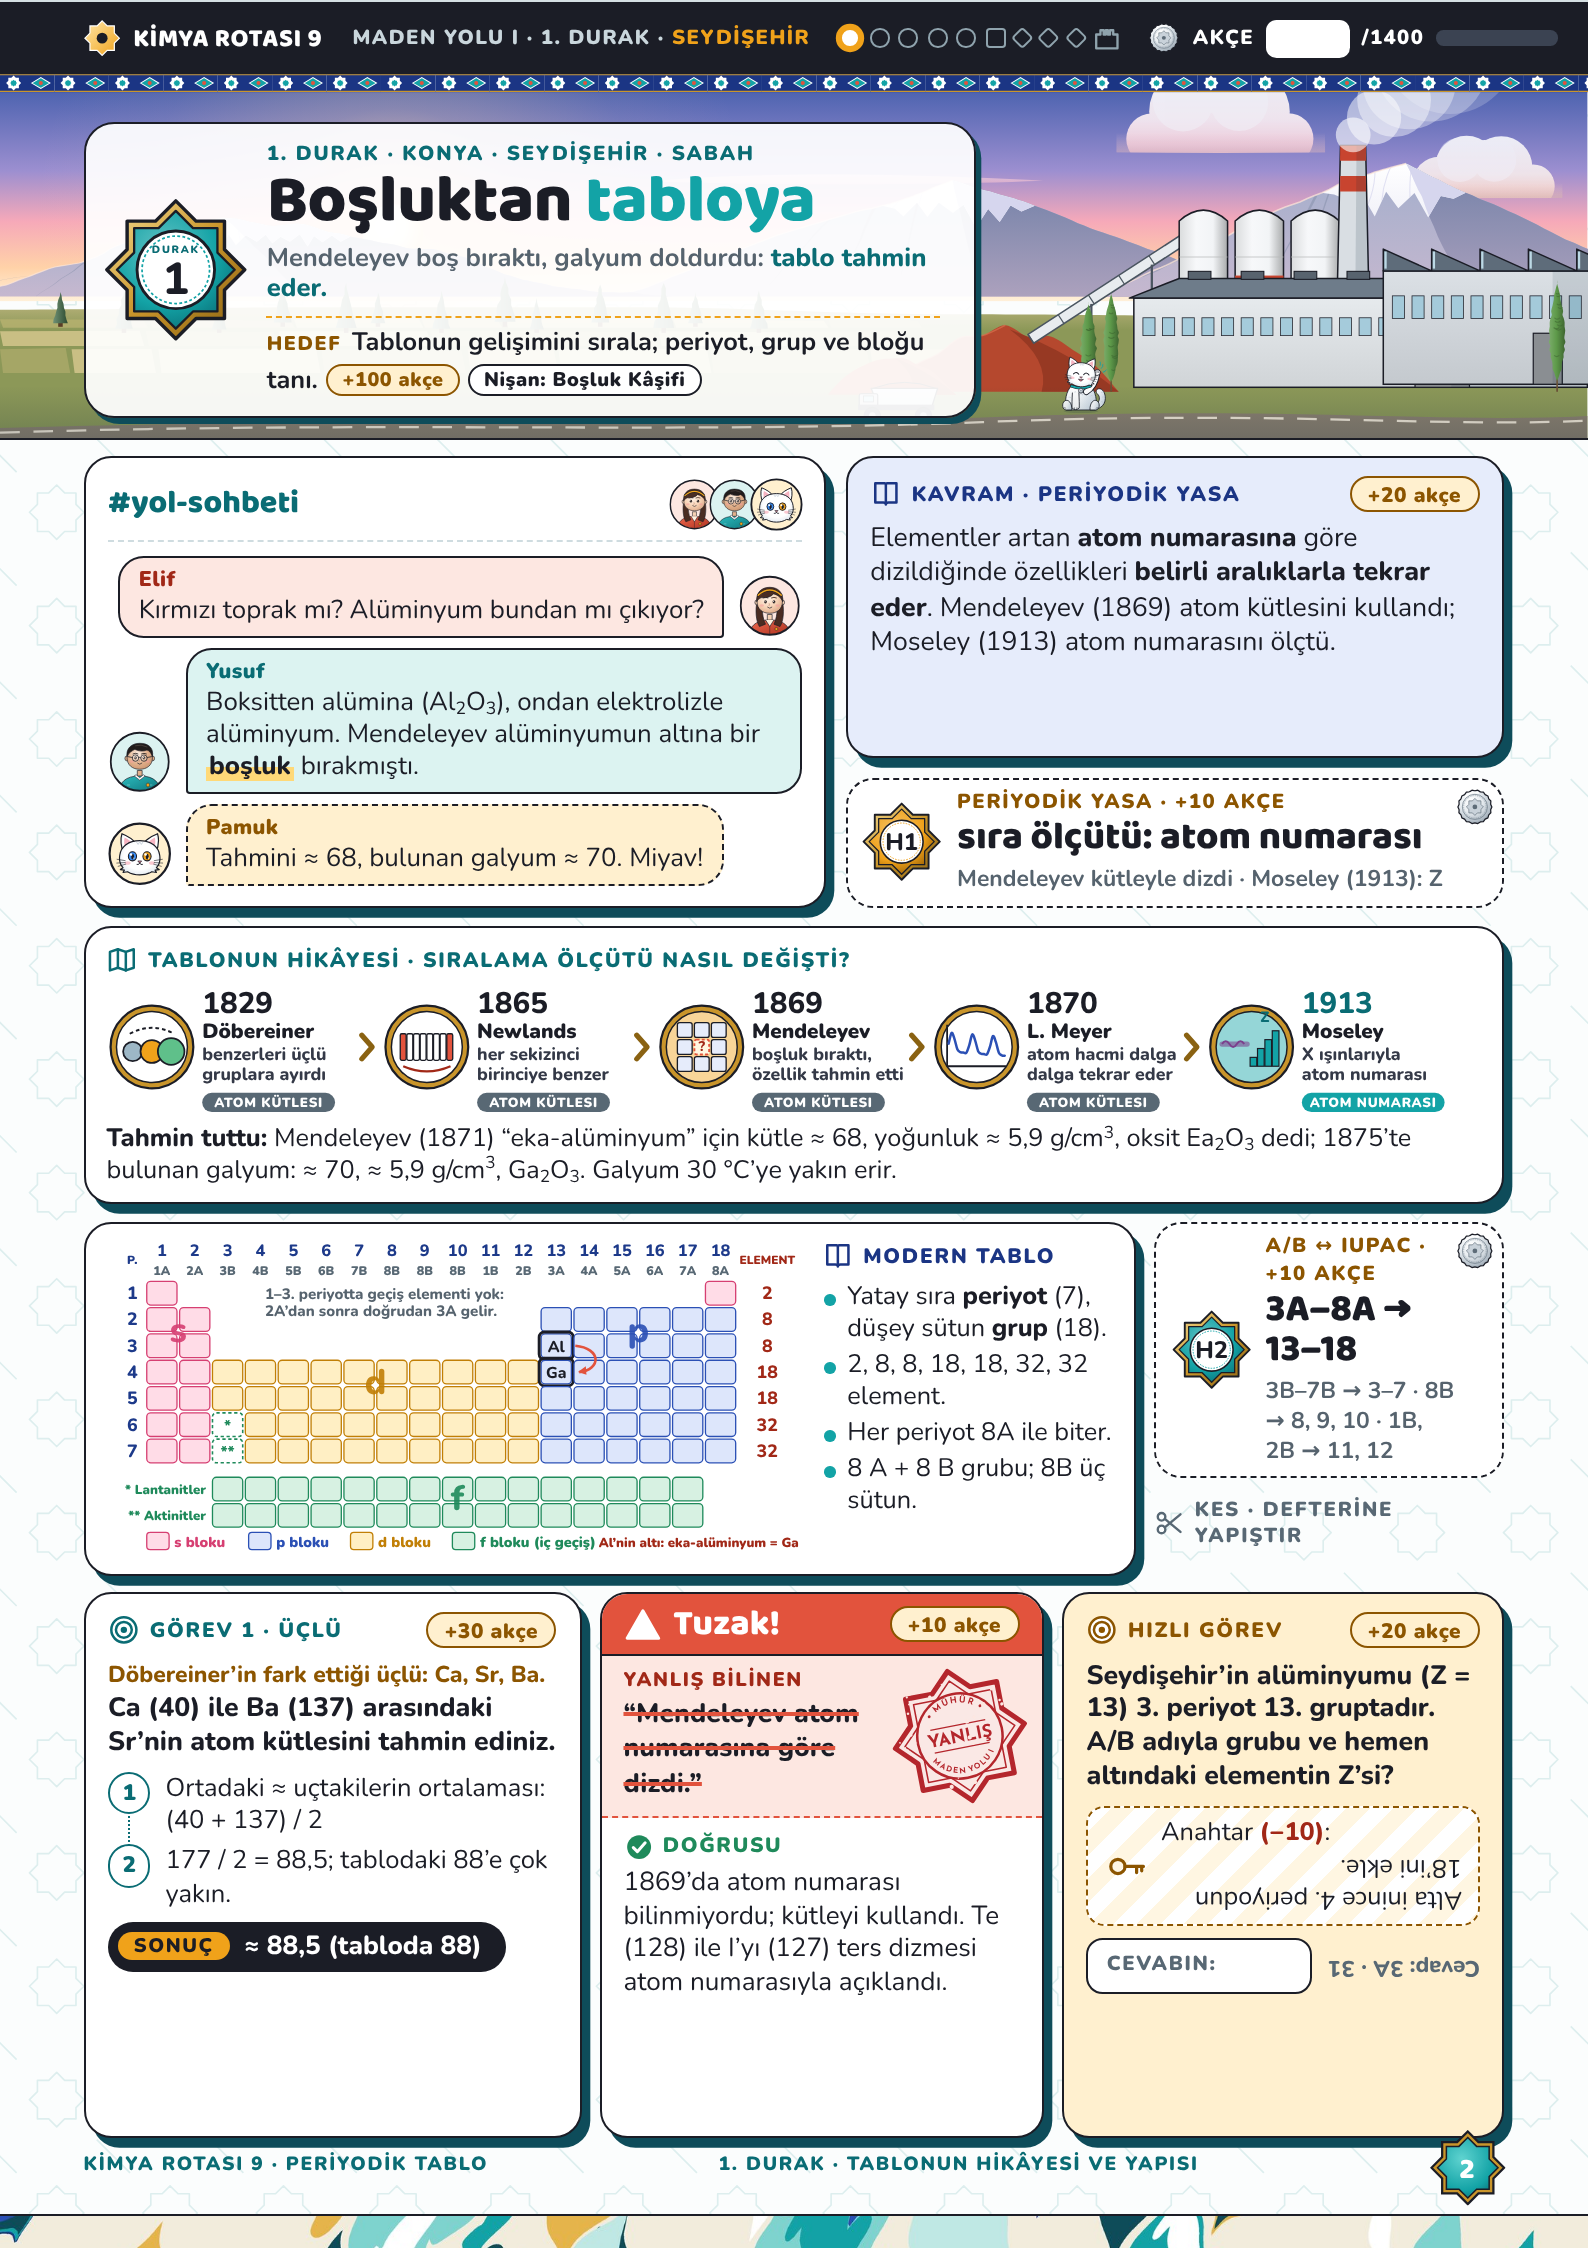 KİMYA ROTASI 9
MADEN YOLU I · 1. DURAK · SEYDİŞEHİR
AKÇE /1400
1. DURAK · KONYA · SEYDİŞEHİR · SABAH
Boşluktan tabloya
DURAK
1
Mendeleyev boş bıraktı, galyum doldurdu: tablo tahmin
eder.
HEDEF Tablonun gelişimini sırala; periyot, grup ve bloğu
tanı. +100 akçe Nişan: Boşluk Kâşifi
#yol-sohbeti
Elif
Kırmızı toprak mı? Alüminyum bundan mı çıkıyor?
Yusuf
Boksitten alümina (Al₂O₃), ondan elektrolizle
alüminyum. Mendeleyev alüminyumun altına bir
boşluk bırakmıştı.
Pamuk
Tahmini ≈ 68, bulunan galyum ≈ 70. Miyav!
KAVRAM · PERİYODİK YASA +20 akçe
Elementler artan atom numarasına göre
dizildiğinde özellikleri belirli aralıklarla tekrar
eder. Mendeleyev (1869) atom kütlesini kullandı;
Moseley (1913) atom numarasını ölçtü.
PERİYODİK YASA · +10 AKÇE
H1
sıra ölçütü: atom numarası
Mendeleyev kütleyle dizdi · Moseley (1913): Z
TABLONUN HİKÂYESİ · SIRALAMA ÖLÇÜTÜ NASIL DEĞİŞTİ?
1829
Döbereiner
benzerleri üçlü
gruplara ayırdı
ATOM KÜTLESI
1865
Newlands
her sekizinci
birinciye benzer
ATOM KÜTLESI
?
1869
Mendeleyev
boşluk bıraktı,
özellik tahmin etti
ATOM KÜTLESI
1870
L. Meyer
atom hacmi dalga
dalga tekrar eder
ATOM KÜTLESI
Z
1913
Moseley
X ışınlarıyla
atom numarası
ATOM NUMARASI
Tahmin tuttu: Mendeleyev (1871) “eka-alüminyum” için kütle ≈ 68, yoğunluk ≈ 5,9 g/cm³, oksit Ea₂O₃ dedi; 1875’te
bulunan galyum: ≈ 70, ≈ 5,9 g/cm³, Ga₂O₃. Galyum 30 °C’ye yakın erir.
P. 1 2 3 4 5 6 7 8 9 10 11 12 13 14 15 16 17 18 ELEMENT
1A 2A 3B 4B 5B 6B 7B 8B 8B 8B 1B 2B 3A 4A 5A 6A 7A 8A
1 2
1–3. periyotta geçiş elementi yok:
2A’dan sonra doğrudan 3A gelir.
2 8
s p
3 Al 8
4 Ga 18
d
5 18
6 * 32
7 ** 32
* Lantanitler
f
** Aktinitler
s bloku p bloku d bloku f bloku (iç geçiş) Al’nin altı: eka-alüminyum = Ga
MODERN TABLO
Yatay sıra periyot (7),
düşey sütun grup (18).
2, 8, 8, 18, 18, 32, 32
element.
Her periyot 8A ile biter.
8 A + 8 B grubu; 8B üç
sütun.
A/B ↔ IUPAC ·
+10 AKÇE
H2
3A–8A →
13–18
3B–7B → 3–7 · 8B
→ 8, 9, 10 · 1B,
2B → 11, 12
KES · DEFTERİNE
YAPIŞTIR
GÖREV 1 · ÜÇLÜ +30 akçe
Döbereiner’in fark ettiği üçlü: Ca, Sr, Ba.
Ca (40) ile Ba (137) arasındaki
Sr’nin atom kütlesini tahmin ediniz.
1 Ortadaki ≈ uçtakilerin ortalaması:
(40 + 137) / 2
2 177 / 2 = 88,5; tablodaki 88’e çok
yakın.
SONUÇ ≈ 88,5 (tabloda 88)
Tuzak! +10 akçe
YANLIŞ BİLİNEN
“Mendeleyev atom
numarasına göre
dizdi.”
MÜHÜR
YANLIŞ
MADEN YOLU I
DOĞRUSU
1869’da atom numarası
bilinmiyordu; kütleyi kullandı. Te
(128) ile I’yı (127) ters dizmesi
atom numarasıyla açıklandı.
HIZLI GÖREV +20 akçe
Seydişehir’in alüminyumu (Z =
13) 3. periyot 13. gruptadır.
A/B adıyla grubu ve hemen
altındaki elementin Z’si?
Anahtar (−10):
Alta inince 4. periyodun
18’ini ekle.
CEVABIN:
Cevap: 3A · 31
KİMYA ROTASI 9 · PERİYODİK TABLO
1. DURAK · TABLONUN HİKÂYESİ VE YAPISI
2